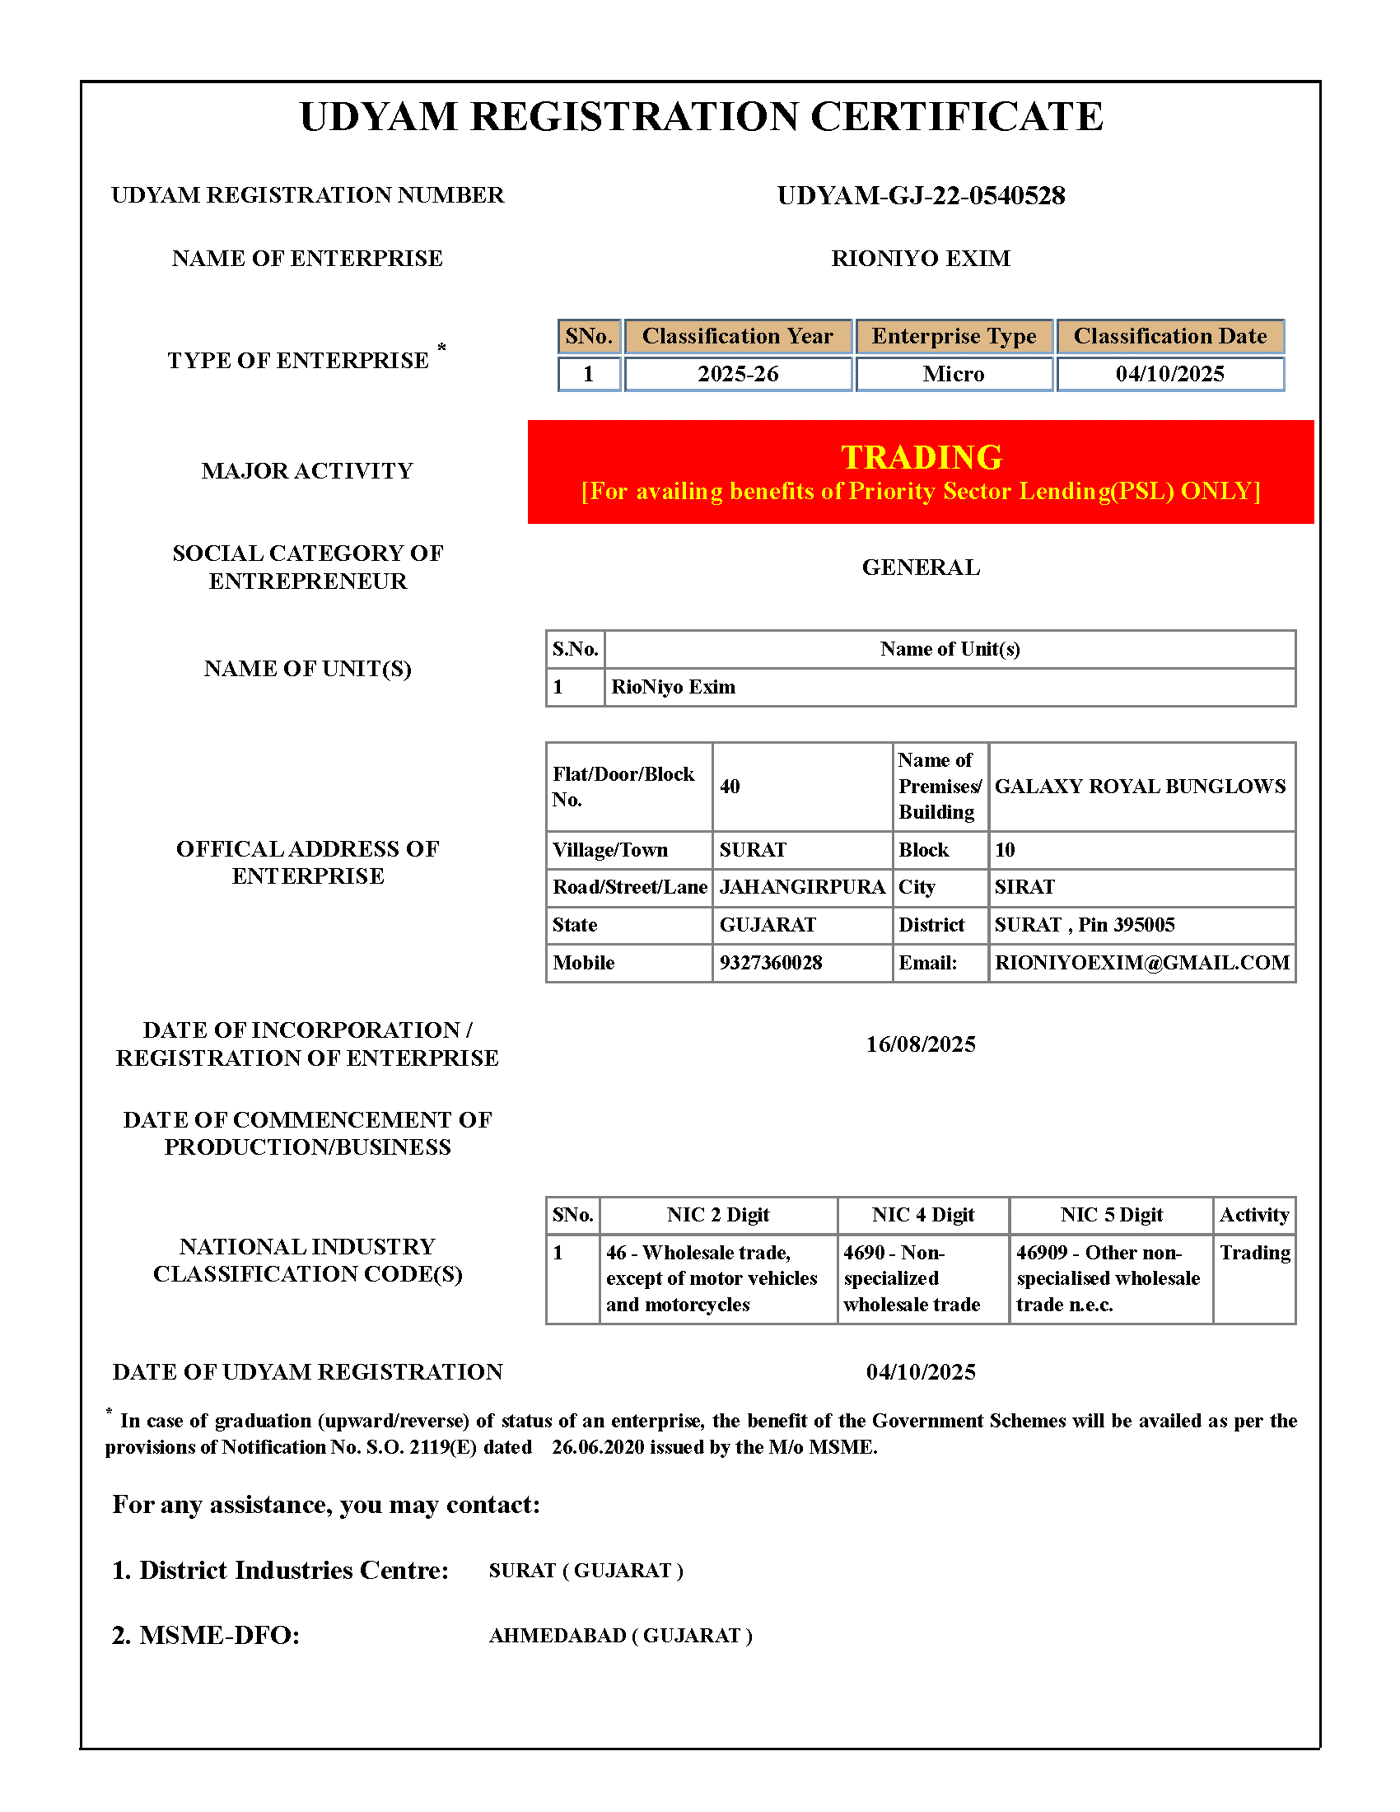 UDYAM REGISTRATION CERTIFICATE
UDYAM REGISTRATION NUMBER UDYAM-GJ-22-0540528
NAME OF ENTERPRISE RIONIYO EXIM
TYPE OF ENTERPRISE *
SNo. Classification Year Enterprise Type Classification Date
1 2025-26 Micro 04/10/2025
MAJOR ACTIVITY
TRADING
[For availing benefits of Priority Sector Lending(PSL) ONLY]
SOCIAL CATEGORY OF
ENTREPRENEUR
GENERAL
NAME OF UNIT(S)
S.No. Name of Unit(s)
1 RioNiyo Exim
OFFICAL ADDRESS OF
ENTERPRISE
Flat/Door/Block
No.
40
Name of
Premises/
Building
GALAXY ROYAL BUNGLOWS
Village/Town SURAT Block 10
Road/Street/Lane JAHANGIRPURA City SIRAT
State GUJARAT District SURAT , Pin 395005
Mobile 9327360028 Email: RIONIYOEXIM@GMAIL.COM
DATE OF INCORPORATION /
REGISTRATION OF ENTERPRISE
16/08/2025
DATE OF COMMENCEMENT OF
PRODUCTION/BUSINESS
NATIONAL INDUSTRY
CLASSIFICATION CODE(S)
SNo. NIC 2 Digit NIC 4 Digit NIC 5 Digit Activity
1
46 - Wholesale trade,
except of motor vehicles
and motorcycles
4690 - Non-
specialized
wholesale trade
46909 - Other non-
specialised wholesale
trade n.e.c.
Trading
DATE OF UDYAM REGISTRATION 04/10/2025
* In case of graduation (upward/reverse) of status of an enterprise, the benefit of the Government Schemes will be availed as per the
provisions of Notification No. S.O. 2119(E) dated 26.06.2020 issued by the M/o MSME.
For any assistance, you may contact:
1. District Industries Centre: SURAT ( GUJARAT )
2. MSME-DFO: AHMEDABAD ( GUJARAT )